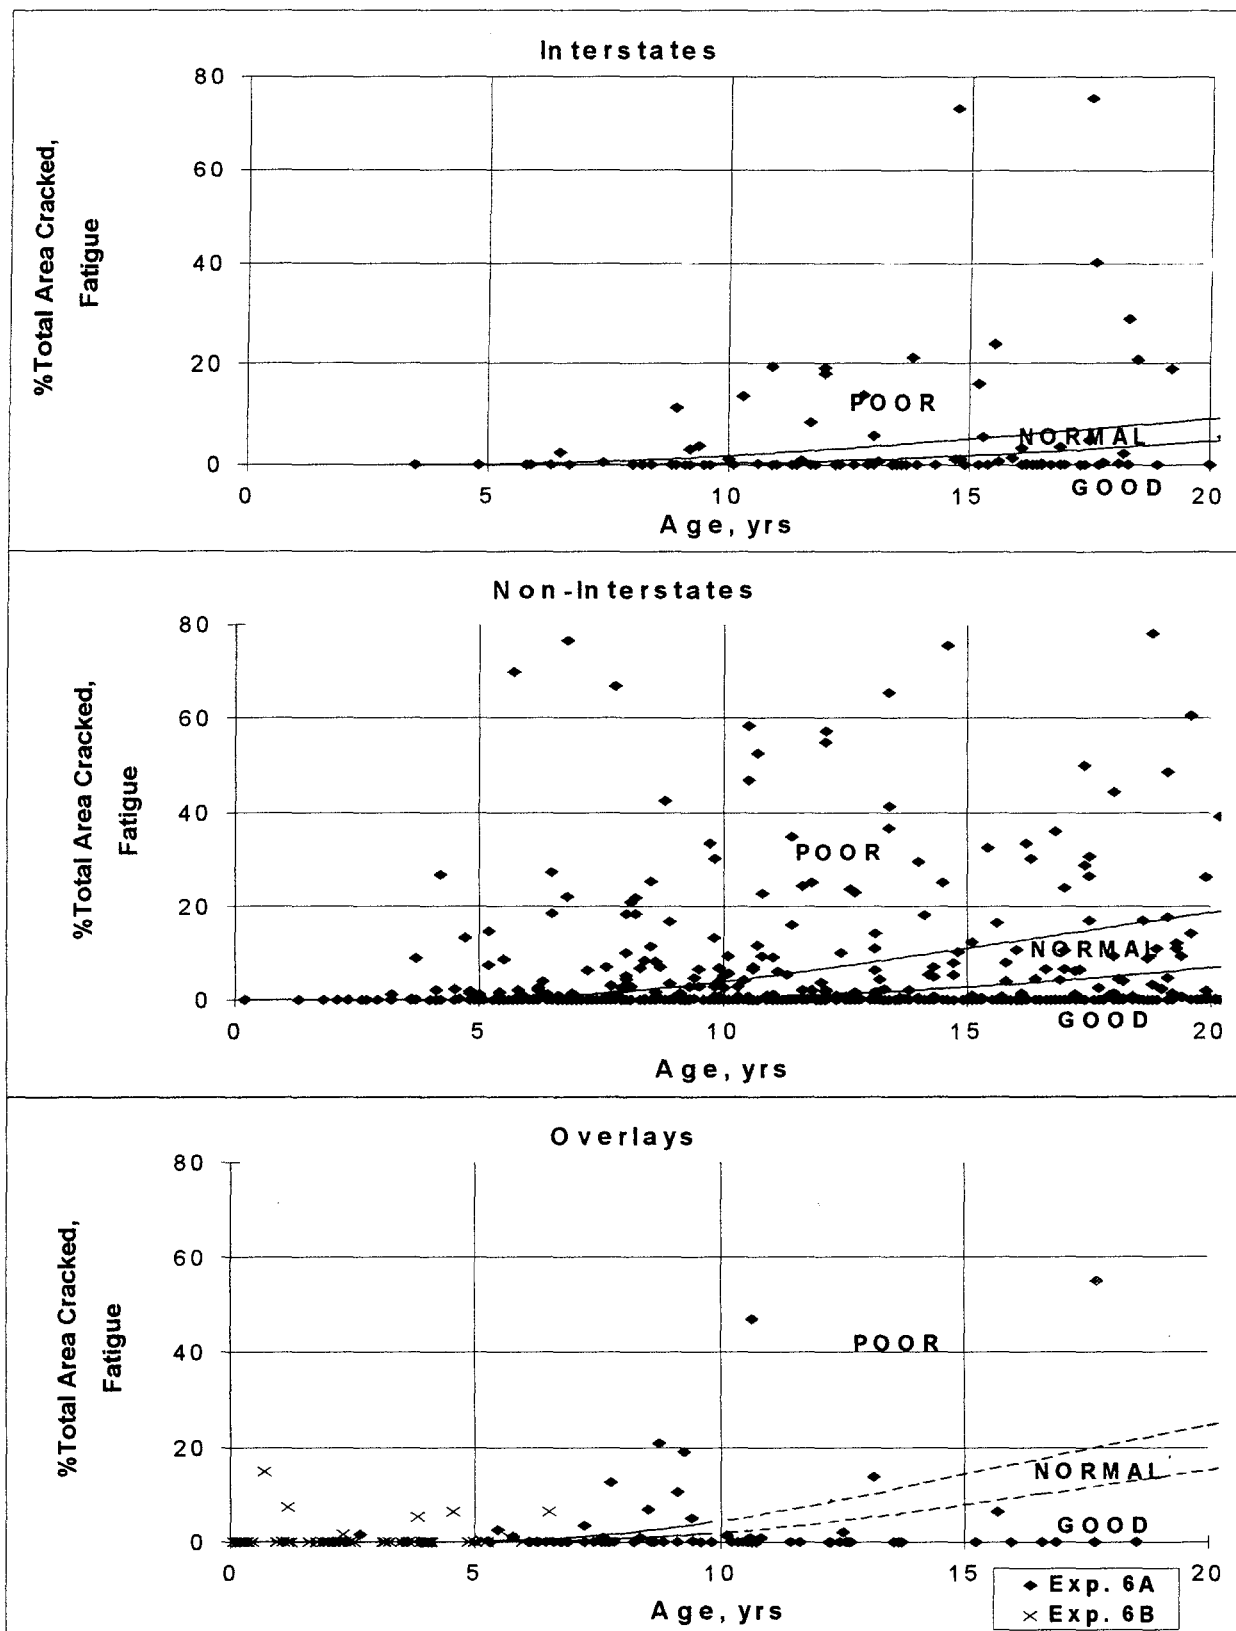 Interstates
%Total Area Cracked,
Fatigue
80
60
40
20
0
POOR
NORMAL
GOOD
0 5 10 15 20
Age, yrs
Non-Interstates
%Total Area Cracked,
Fatigue
80
60
40
20
0
POOR
NORMAL
GOOD
0 5 10 15 20
Age, yrs
Overlays
%Total Area Cracked,
Fatigue
80
60
40
20
0
POOR
NORMAL
GOOD
0 5 10 15 20
Age, yrs
Exp. 6A
Exp. 6B